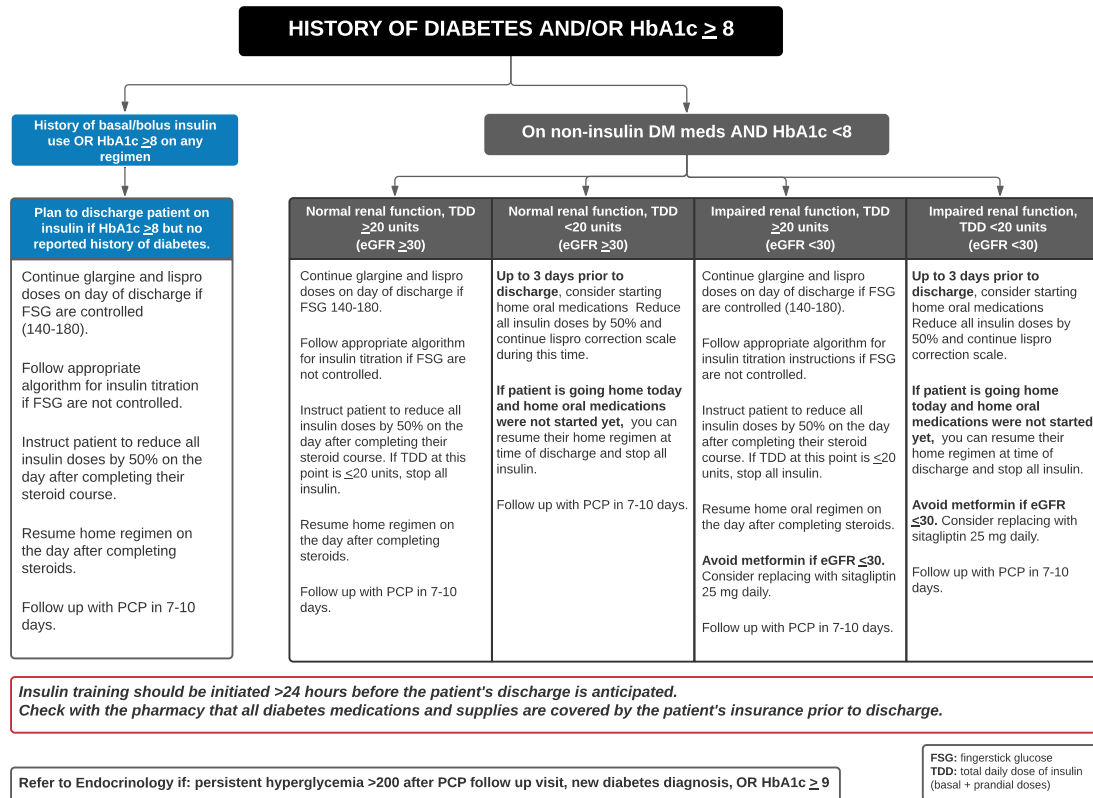 HISTORY OF DIABETES AND/OR HbA1c ≥ 8
History of basal/bolus insulin
use OR HbA1c ≥8 on any
regimen
On non-insulin DM meds AND HbA1c <8
Plan to discharge patient on
insulin if HbA1c ≥8 but no
reported history of diabetes.
Continue glargine and lispro
doses on day of discharge if
FSG are controlled
(140-180).
Follow appropriate
algorithm for insulin titration
if FSG are not controlled.
Instruct patient to reduce all
insulin doses by 50% on the
day after completing their
steroid course.
Resume home regimen on
the day after completing
steroids.
Follow up with PCP in 7-10
days.
Normal renal function, TDD
≥20 units
(eGFR ≥30)
Continue glargine and lispro
doses on day of discharge if
FSG 140-180.
Follow appropriate algorithm
for insulin titration if FSG are
not controlled.
Instruct patient to reduce all
insulin doses by 50% on the
day after completing their
steroid course. If TDD at this
point is ≤20 units, stop all
insulin.
Resume home regimen on
the day after completing
steroids.
Follow up with PCP in 7-10
days.
Normal renal function, TDD
<20 units
(eGFR ≥30)
Up to 3 days prior to
discharge, consider starting
home oral medications  Reduce
all insulin doses by 50% and
continue lispro correction scale
during this time.
If patient is going home today
and home oral medications
were not started yet,  you can
resume their home regimen at
time of discharge and stop all
insulin.
Follow up with PCP in 7-10 days.
Impaired renal function, TDD
≥20 units
(eGFR <30)
Continue glargine and lispro
doses on day of discharge if FSG
are controlled (140-180).
Follow appropriate algorithm for
insulin titration instructions if FSG
are not controlled.
Instruct patient to reduce all
insulin doses by 50% on the day
after completing their steroid
course. If TDD at this point is ≤20
units, stop all insulin.
Resume home oral regimen on
the day after completing steroids.
Avoid metformin if eGFR ≤30.
Consider replacing with sitagliptin
25 mg daily.
Follow up with PCP in 7-10 days.
Impaired renal function,
TDD <20 units
(eGFR <30)
Up to 3 days prior to
discharge, consider starting
home oral medications
Reduce all insulin doses by
50% and continue lispro
correction scale.
If patient is going home
today and home oral
medications were not started
yet,  you can resume their
home regimen at time of
discharge and stop all insulin.
Avoid metformin if eGFR
≤30. Consider replacing with
sitagliptin 25 mg daily.
Follow up with PCP in 7-10
days.
Insulin training should be initiated >24 hours before the patient's discharge is anticipated.
Check with the pharmacy that all diabetes medications and supplies are covered by the patient's insurance prior to discharge.
Refer to Endocrinology if: persistent hyperglycemia >200 after PCP follow up visit, new diabetes diagnosis, OR HbA1c ≥ 9
FSG: fingerstick glucose
TDD: total daily dose of insulin
(basal + prandial doses)